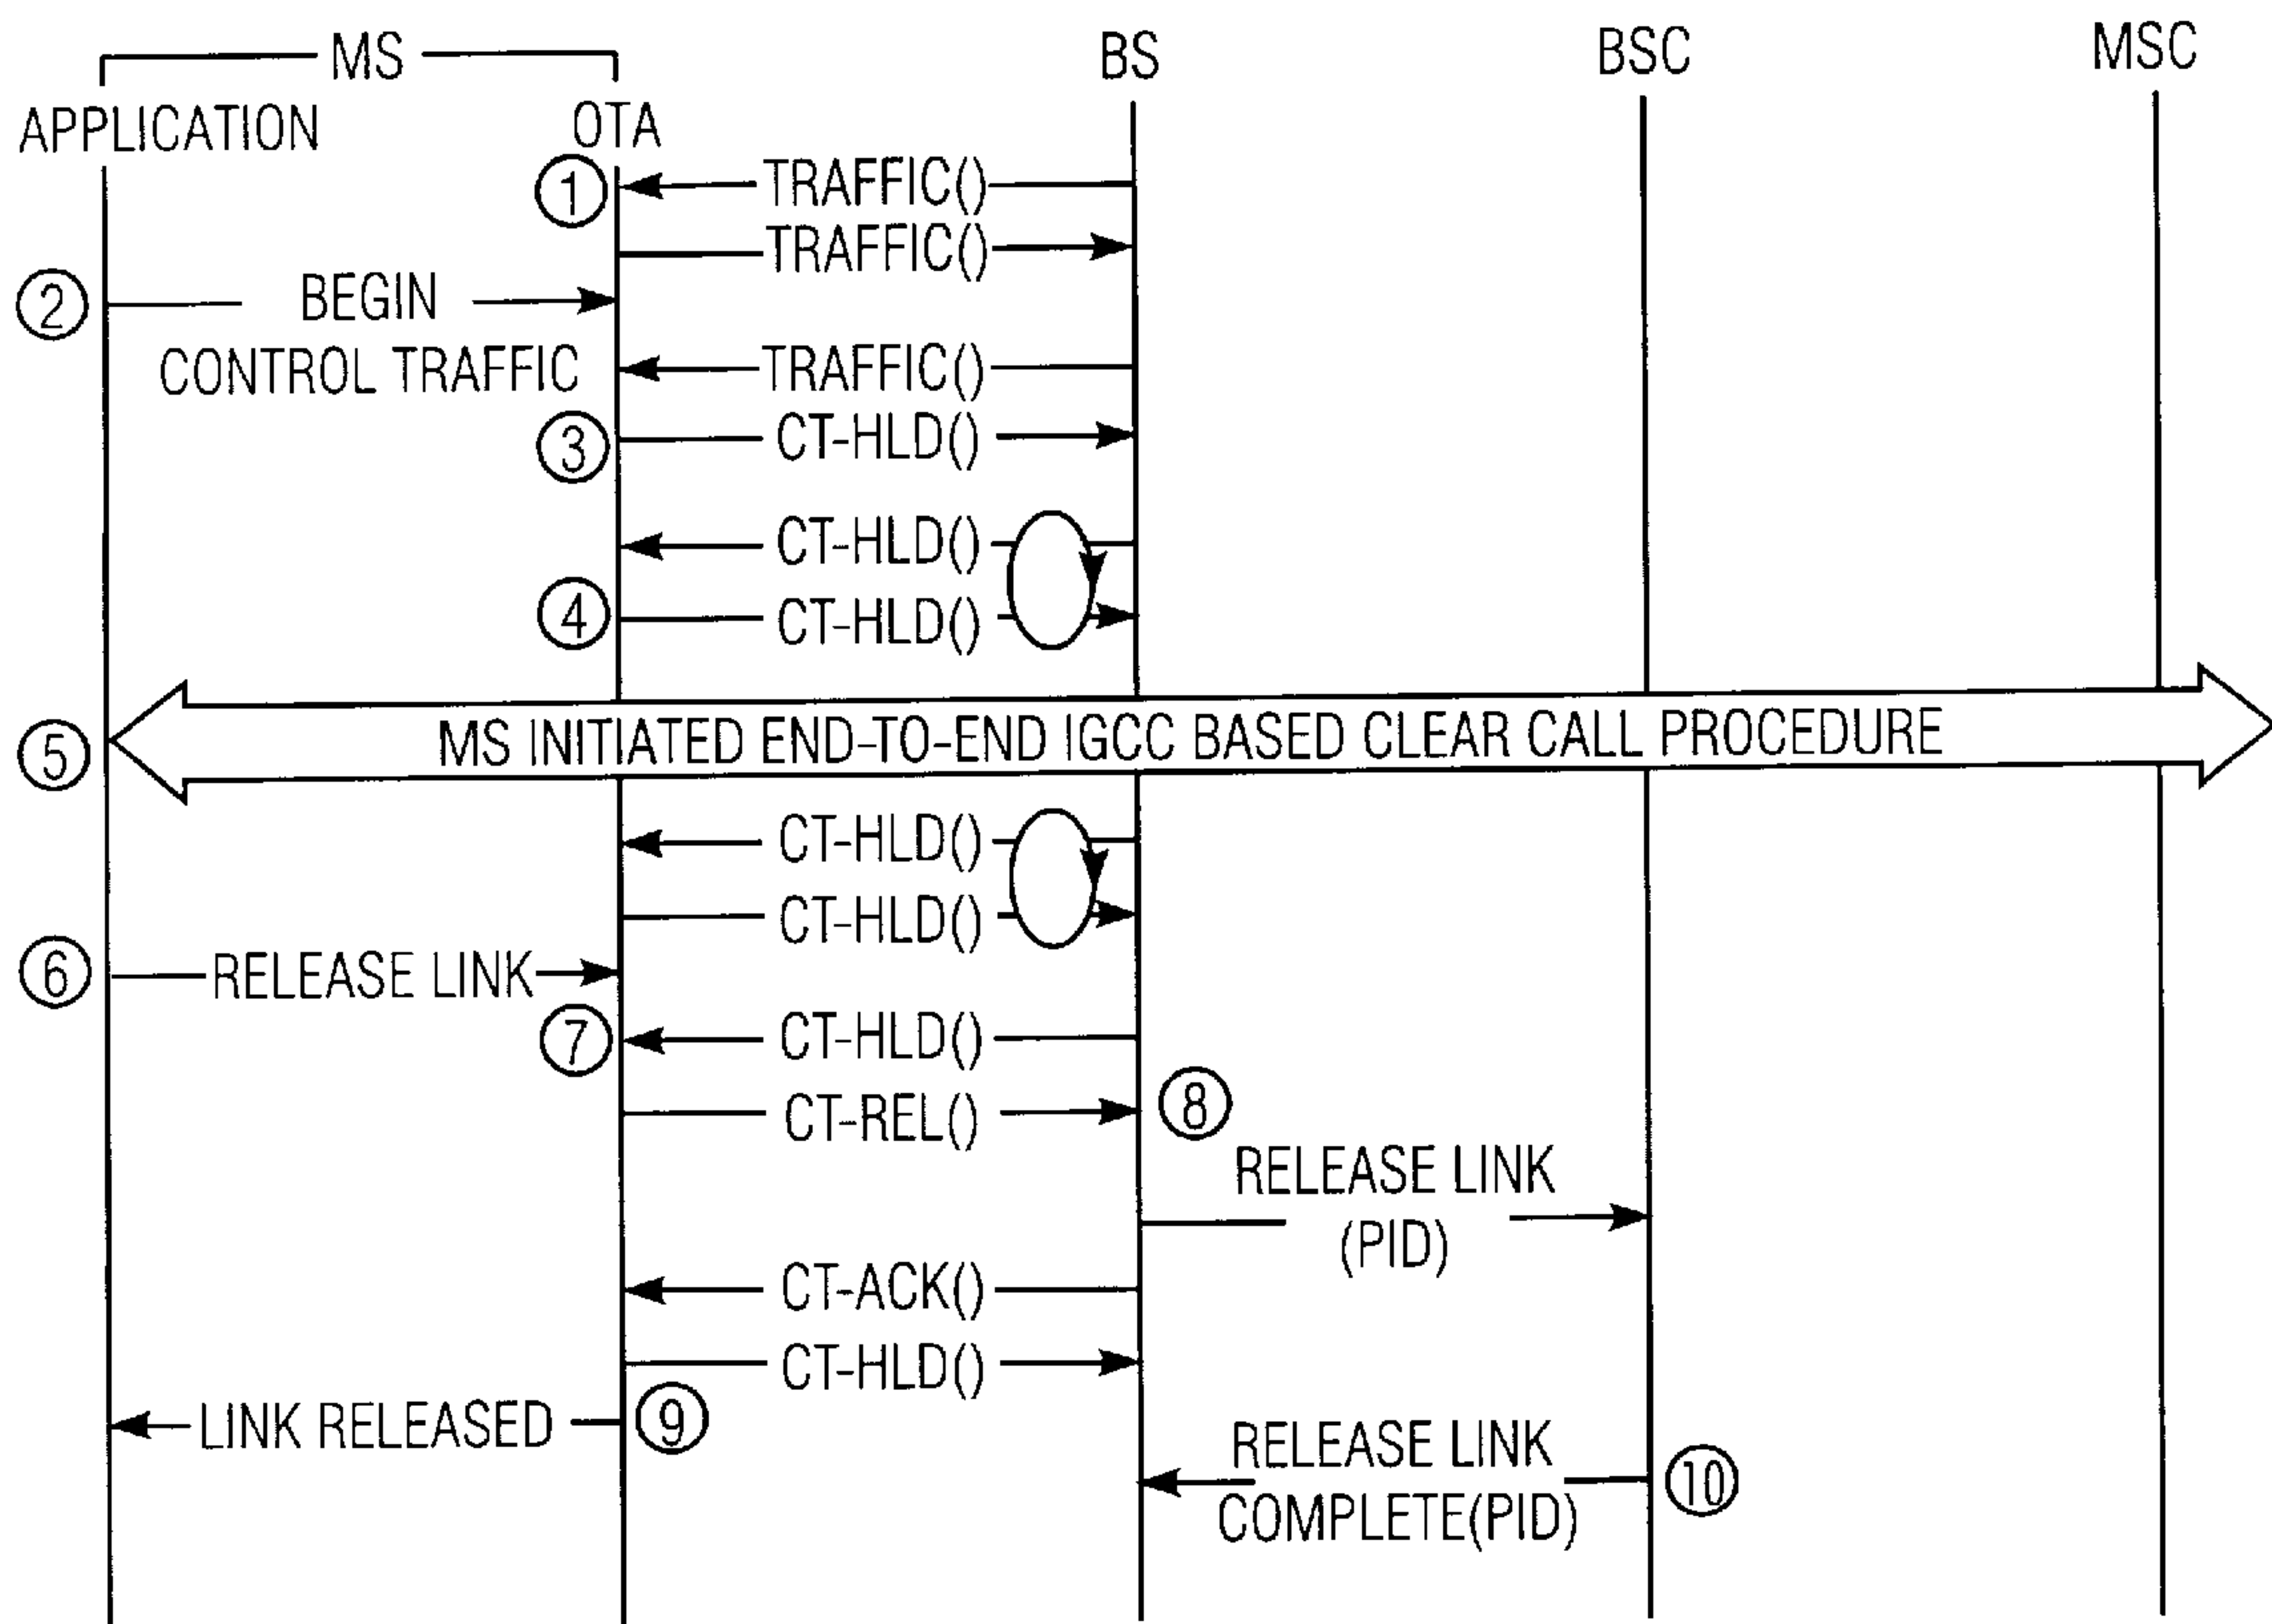 MS BS BSC MSC
APPLICATION OTA
① TRAFFIC()
TRAFFIC()
② BEGIN
CONTROL TRAFFIC TRAFFIC()
③ CT-HLD()
CT-HLD()
④ CT-HLD()
⑤ MS INITIATED END-TO-END IGCC BASED CLEAR CALL PROCEDURE
CT-HLD()
CT-HLD()
⑥ RELEASE LINK
⑦ CT-HLD()
CT-REL() ⑧
RELEASE LINK
(PID)
CT-ACK()
CT-HLD()
LINK RELEASED ⑨
RELEASE LINK
COMPLETE(PID) ⑩